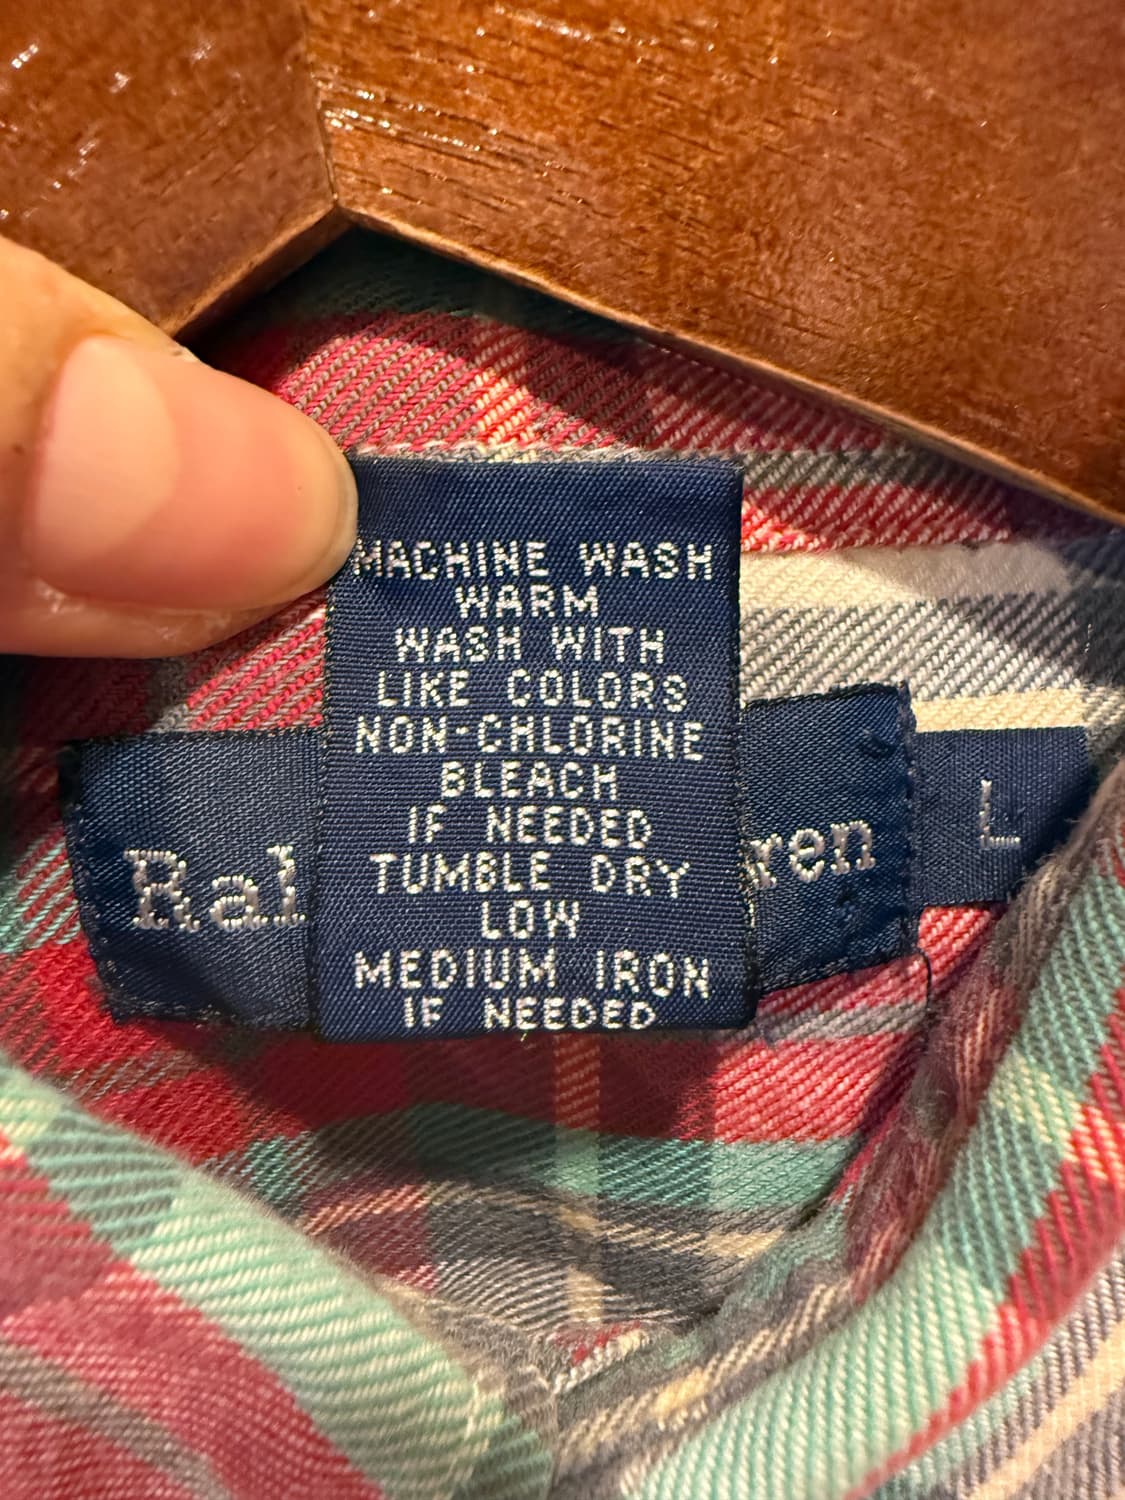 MACHINE WASH
WARM
WASH WITH
LIKE COLORS
NON-CHLORINE
BLEACH
IF NEEDED
TUMBLE DRY
LOW
MEDIUM IRON
IF NEEDED
Ral ren
L